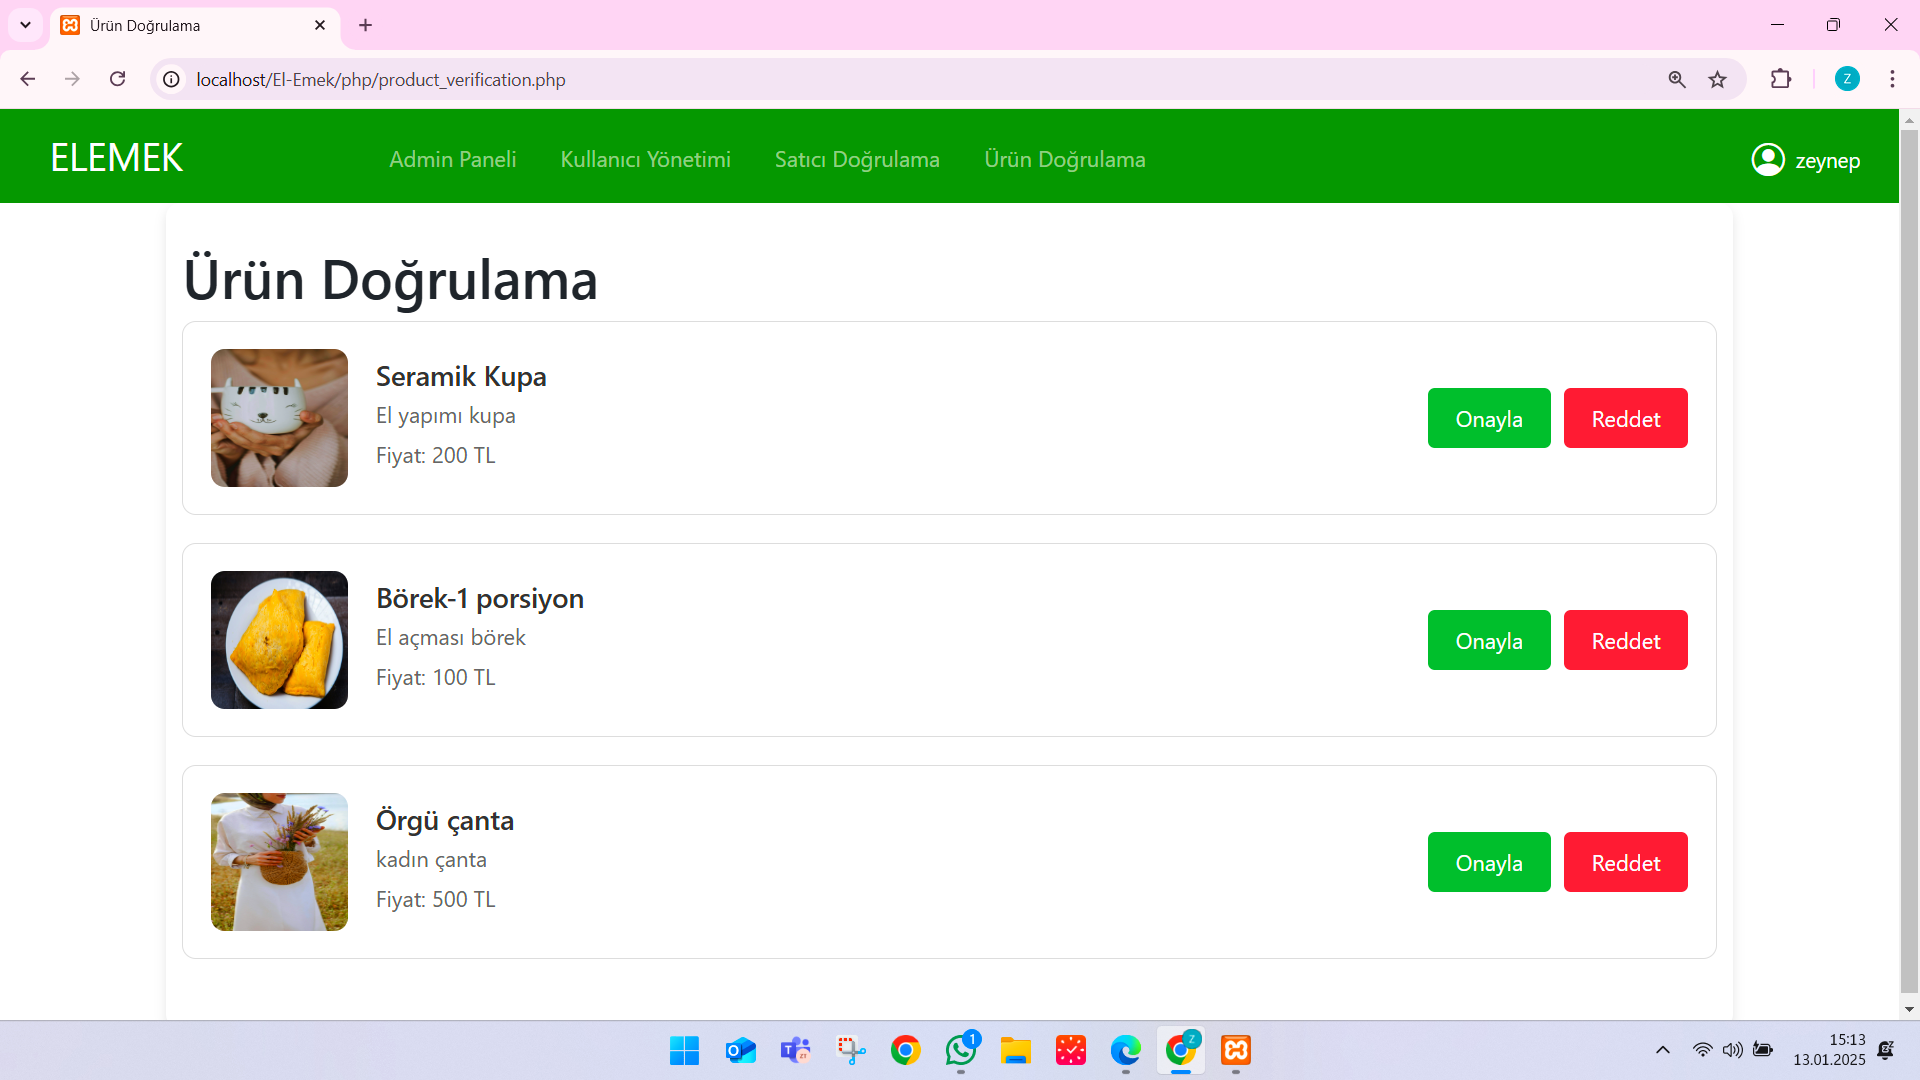 Ürün Doğrulama
localhost/El-Emek/php/product_verification.php
Z
ELEMEK
Admin Paneli
Kullanıcı Yönetimi
Satıcı Doğrulama
Ürün Doğrulama
zeynep
Ürün Doğrulama
Seramik Kupa
El yapımı kupa
Fiyat: 200 TL
Onayla
Reddet
Börek-1 porsiyon
El açması börek
Fiyat: 100 TL
Onayla
Reddet
Örgü çanta
kadın çanta
Fiyat: 500 TL
Onayla
Reddet
1
Z
15:13
13.01.2025